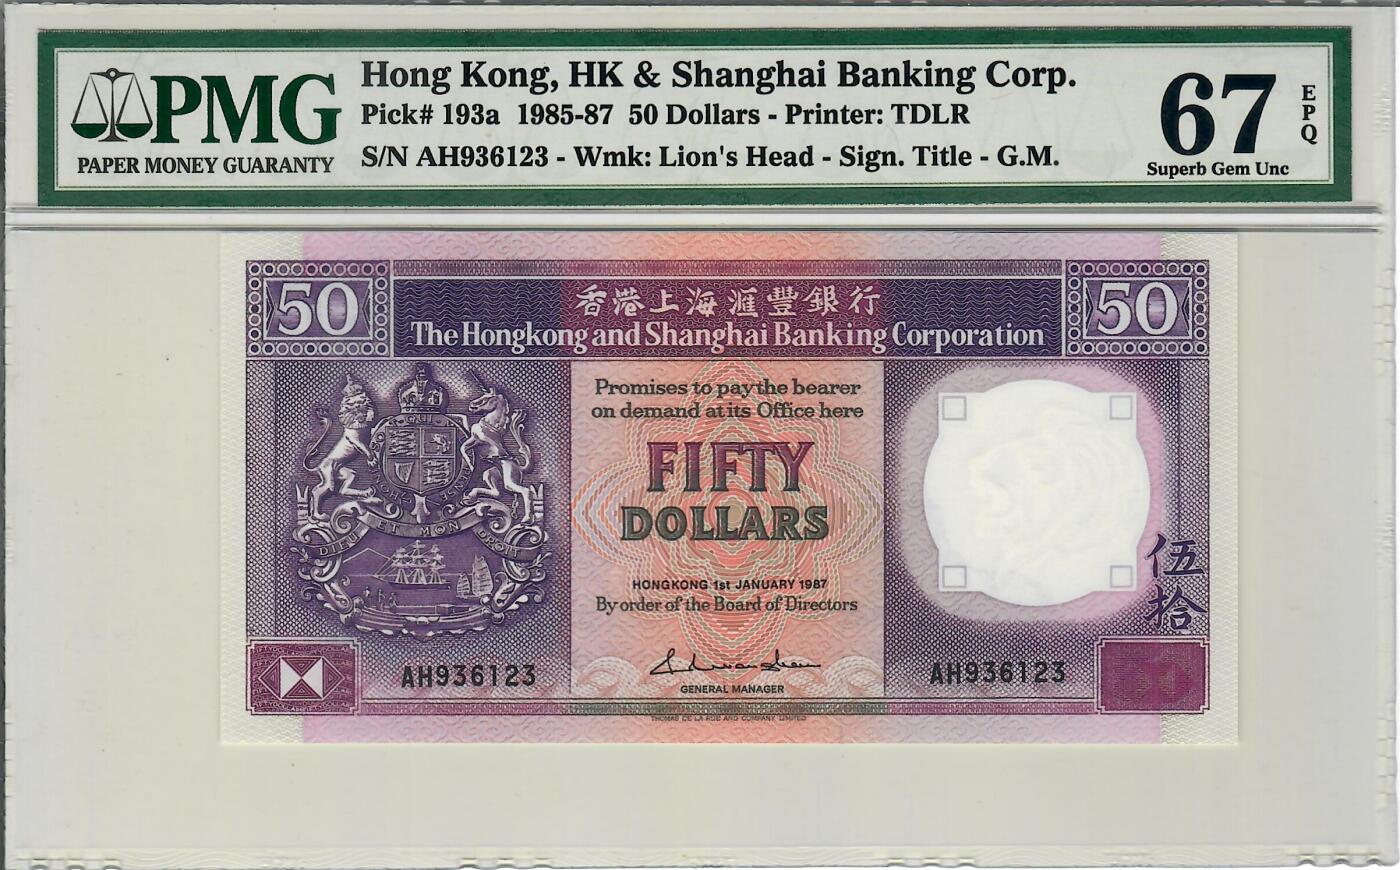 PMG
PAPER MONEY GUARANTY
Hong Kong, HK & Shanghai Banking Corp.
Pick# 193a 1985-87 50 Dollars - Printer: TDLR
S/N AH936123 - Wmk: Lion's Head - Sign. Title - G.M.
67
EPQ
Superb Gem Unc
50
香港上海滙豐銀行
50
The Hongkong and Shanghai Banking Corporation
Promises to pay the bearer
on demand at its Office here
FIFTY
DOLLARS
DIEU ET MON DROIT
HONGKONG 1st JANUARY 1987
By order of the Board of Directors
伍拾
AH936123
AH936123
GENERAL MANAGER
THOMAS DE LA RUE AND COMPANY LIMITED